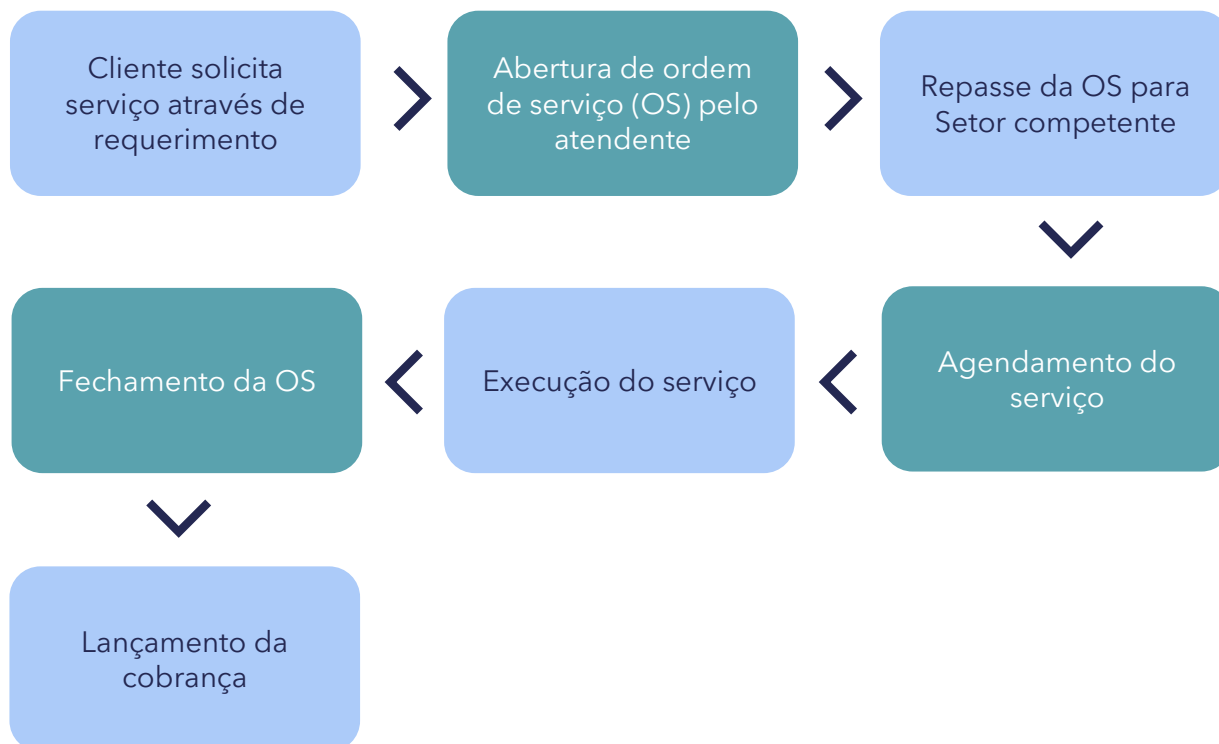 Cliente solicita
serviço através de
requerimento
Abertura de ordem
de serviço (OS) pelo
atendente
Repasse da OS para
Setor competente
Agendamento do
serviço
Execução do serviço
Fechamento da OS
Lançamento da
cobrança